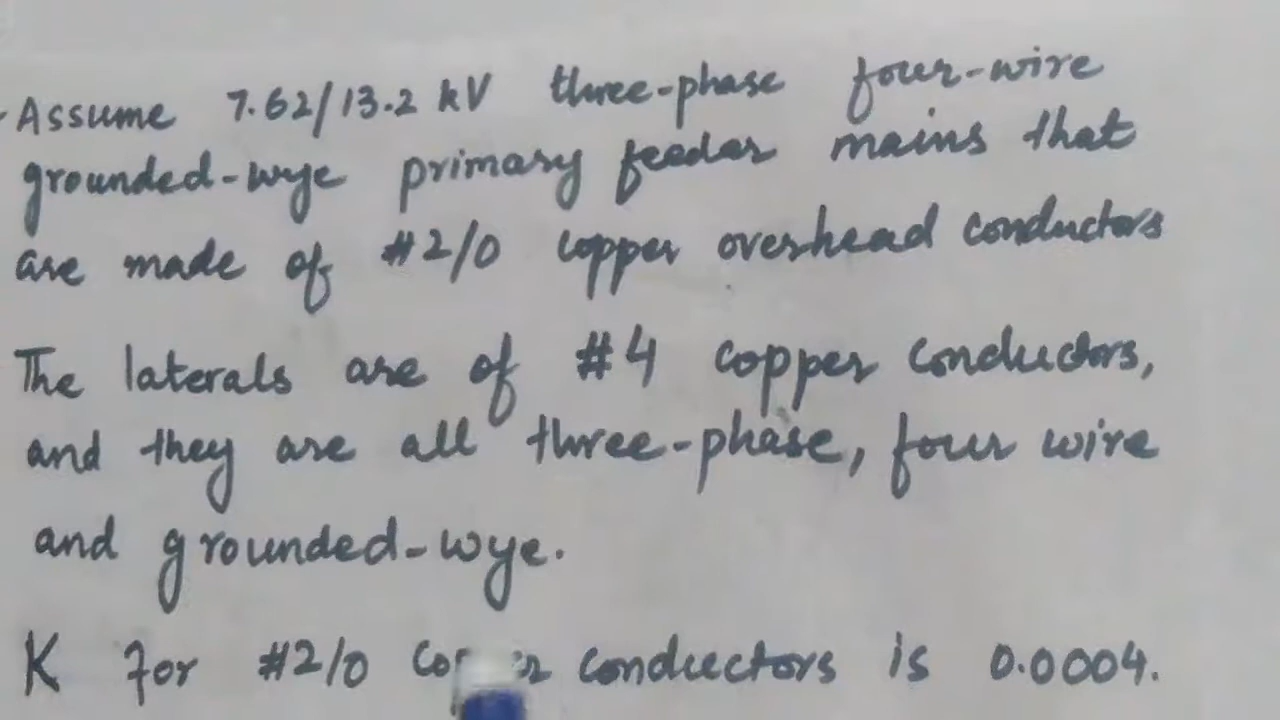 Assume 7.62/13.2 kV three-phase four-wire
grounded-wye primary feeder mains that
are made of #2/0 copper overhead conductors
The laterals are of #4 copper conductors,
and they are all three-phase, four wire
and grounded-wye.
K for #2/0 conductors is 0.0004.